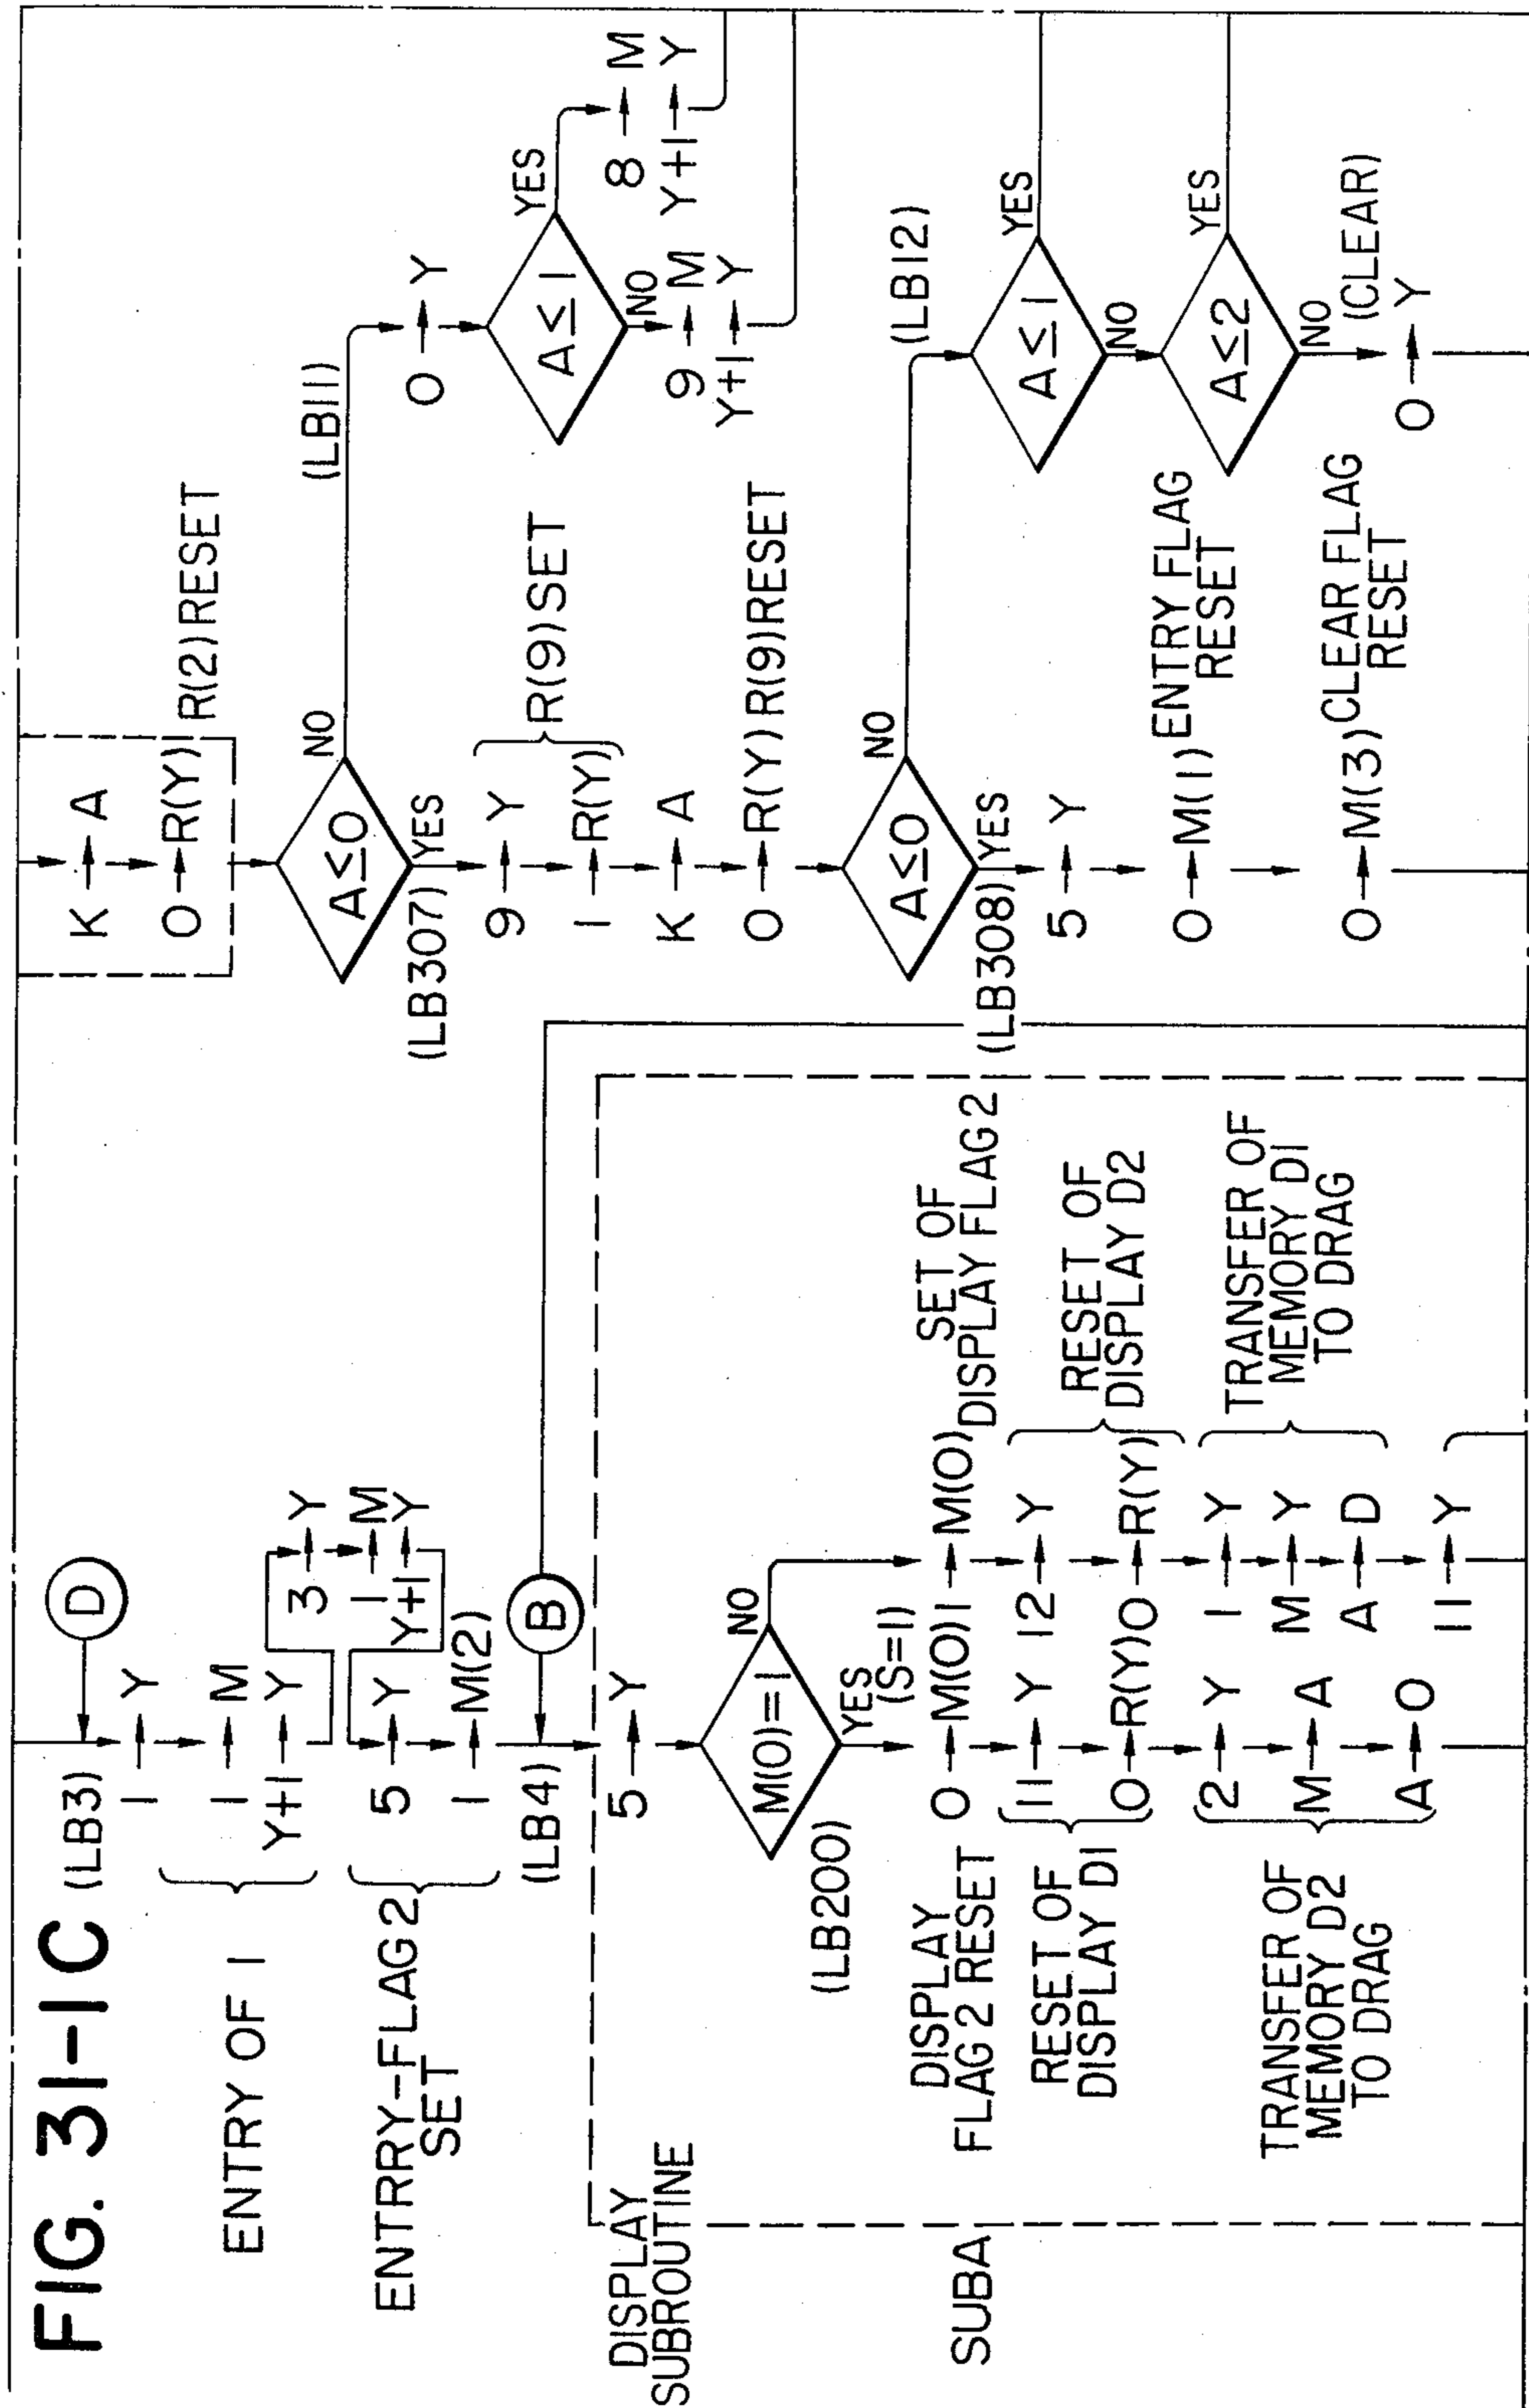 FIG. 31-1C
D
(LB3)
1 → Y
1 → M
Y+1 → Y
ENTRY OF 1
3 → Y
1 → M
Y+1 → Y
5 → Y
1 → M(2)
ENTRRY-FLAG2
SET
(LB4)
B
DISPLAY
SUBROUTINE
SUBA
5 → Y
M(0)=1
NO
YES
(S=1)
(LB200)
DISPLAY
FLAG 2 RESET
0 → M(0)
RESET OF
DISPLAY D1
11 → Y
0 → R(Y)
TRANSFER OF
MEMORY D2
TO DRAG
2 → Y
M → A
A → O
1 → M(0)
SET OF
DISPLAY FLAG 2
12 → Y
0 → R(Y)
RESET OF
DISPLAY D2
1 → Y
M → Y
A → D
TRANSFER OF
MEMORY D1
TO DRAG
11 → Y
K → A
0 → R(Y)
R(2) RESET
A≤0
NO
YES
(LB307)
9 → Y
1 → R(Y)
R(9) SET
K → A
0 → R(Y) R(9) RESET
A≤0
NO
YES
(LB308)
5 → Y
0 → M(1) ENTRY FLAG
RESET
0 → M(3) CLEAR FLAG
RESET
(LB11)
0 → Y
A≤1
YES
NO
8 → M
Y+1 → Y
9 → M
Y+1 → Y
(LB12)
A≤1
YES
NO
A≤2
YES
NO
(CLEAR)
0 → Y